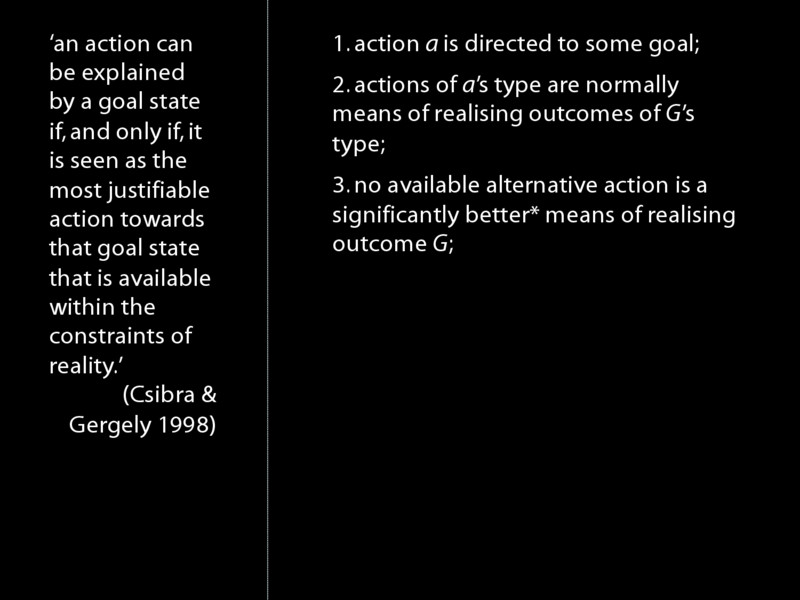 ‘an action can
be explained
by a goal state
if, and only if, it
is seen as the
most justifiable
action towards
that goal state
that is available
within the
constraints of
reality.’
(Csibra &
Gergely 1998)
1. action a is directed to some goal;
2. actions of a’s type are normally
means of realising outcomes of G’s
type;
3. no available alternative action is a
significantly better* means of realising
outcome G;